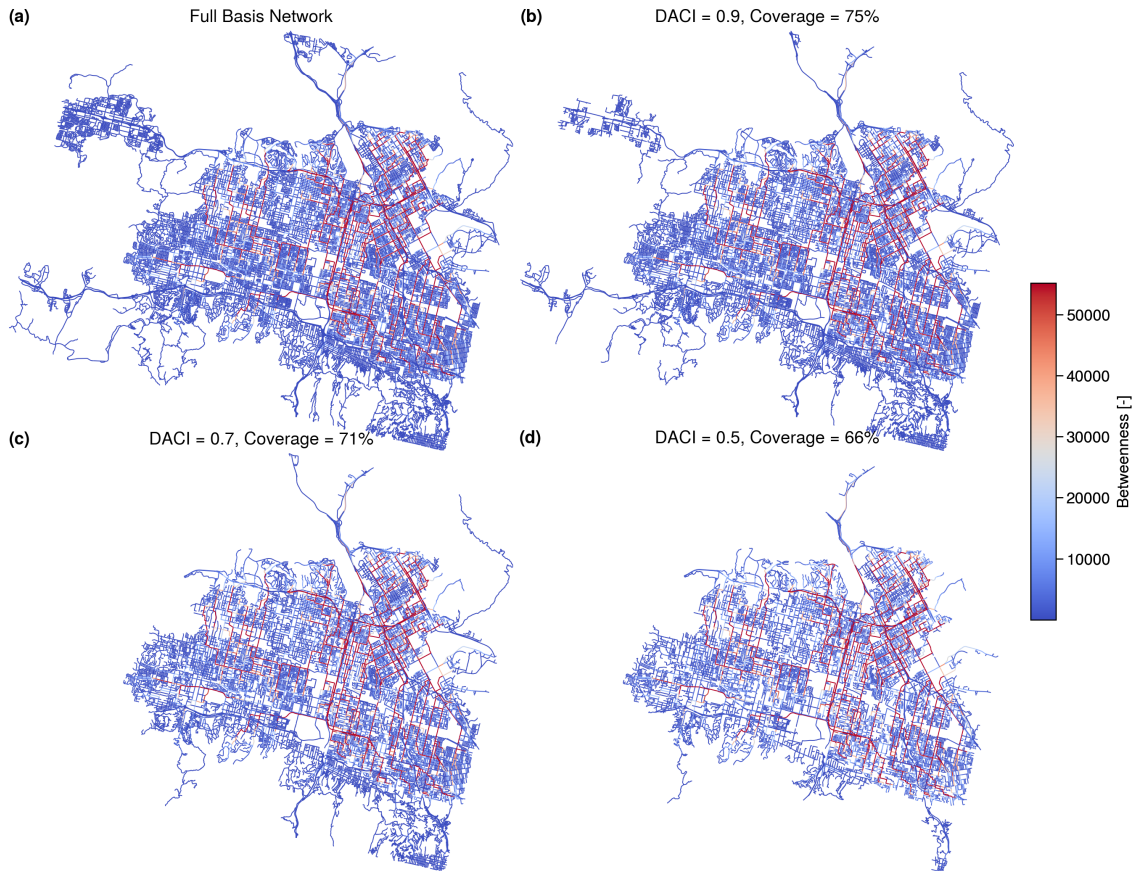 (a) Full Basis Network
(b) DACI = 0.9, Coverage = 75%
(c) DACI = 0.7, Coverage = 71%
(d) DACI = 0.5, Coverage = 66%
50000
40000
30000
20000
10000
Betweenness [-]